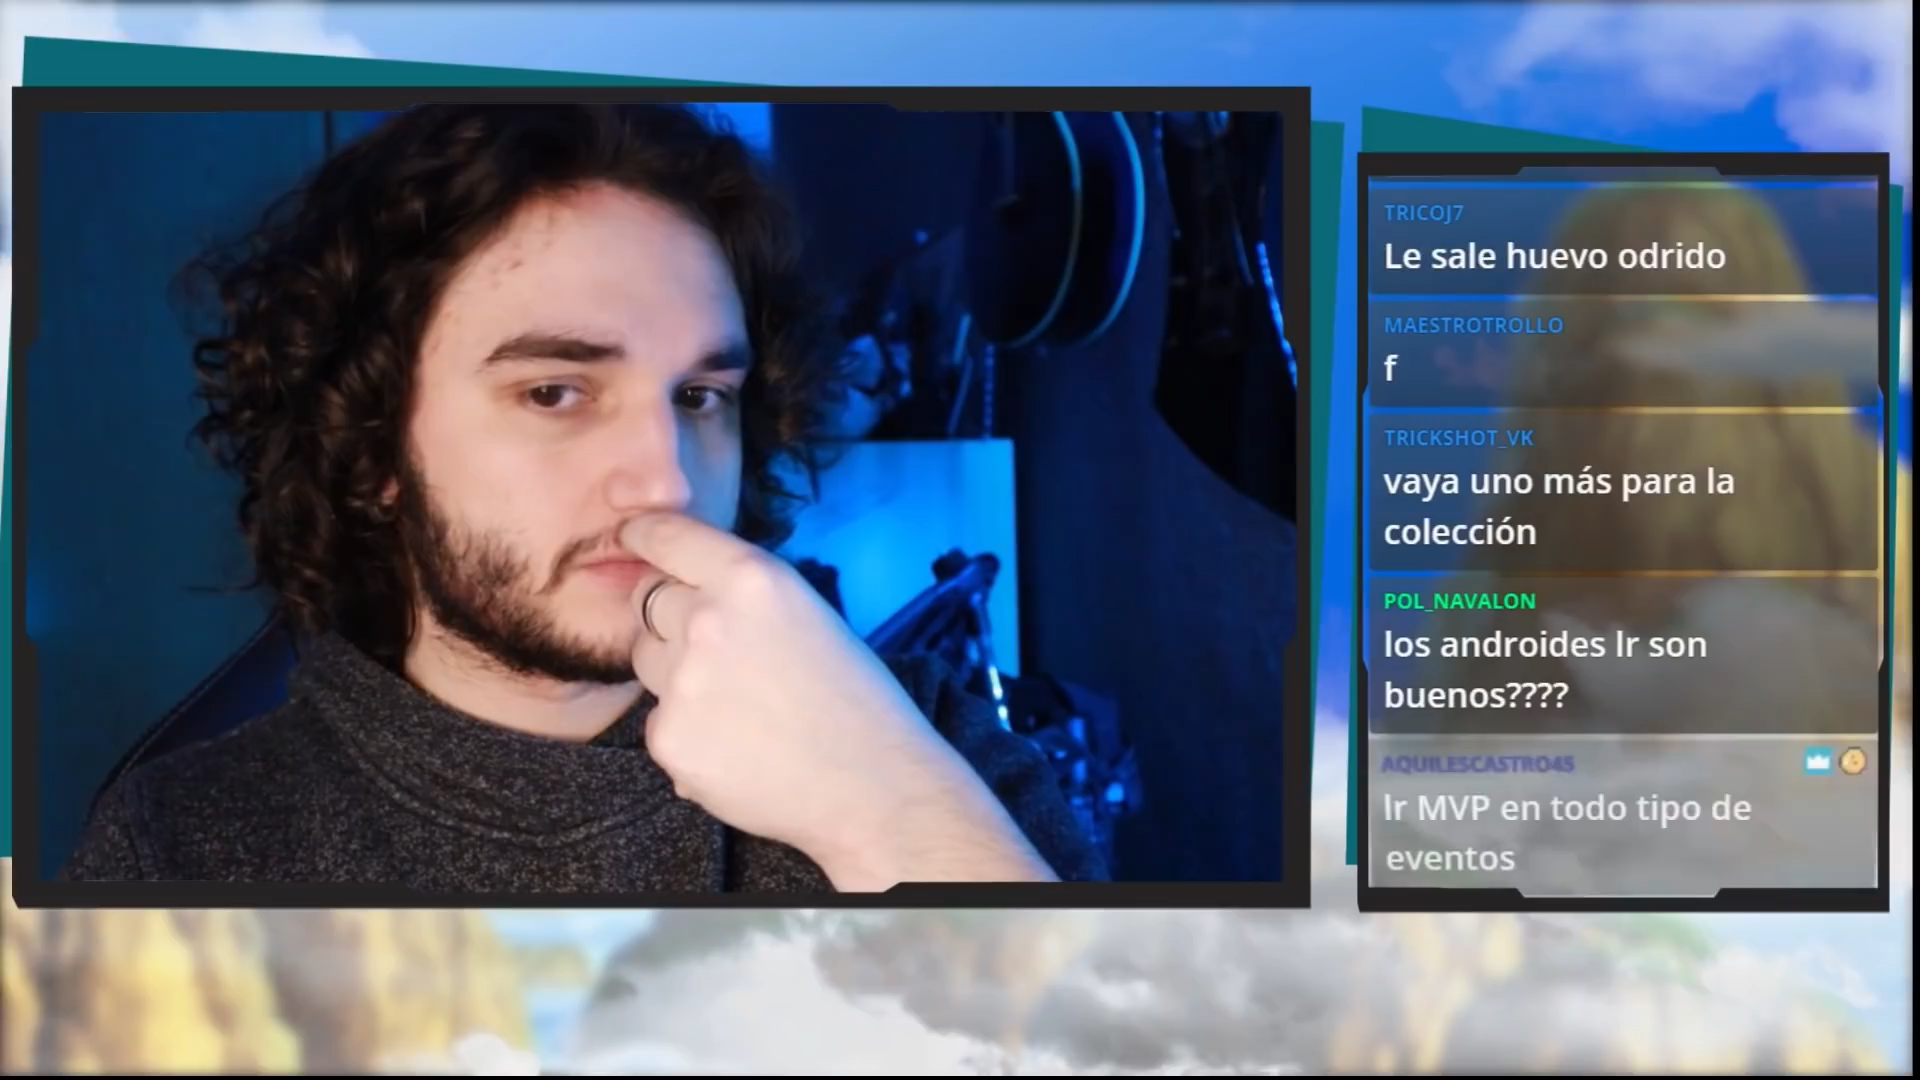 TRICOJ7
Le sale huevo odrido
MAESTROTROLLO
f
TRICKSHOT_VK
vaya uno más para la
colección
POL_NAVALON
los androides lr son
buenos????
AQUILESCASTRO45
lr MVP en todo tipo de
eventos